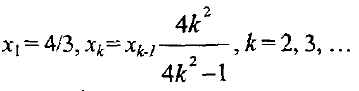 x₁ = 4/3, xₖ = xₖ₋₁ 4k² / (4k² − 1), k = 2, 3, ...